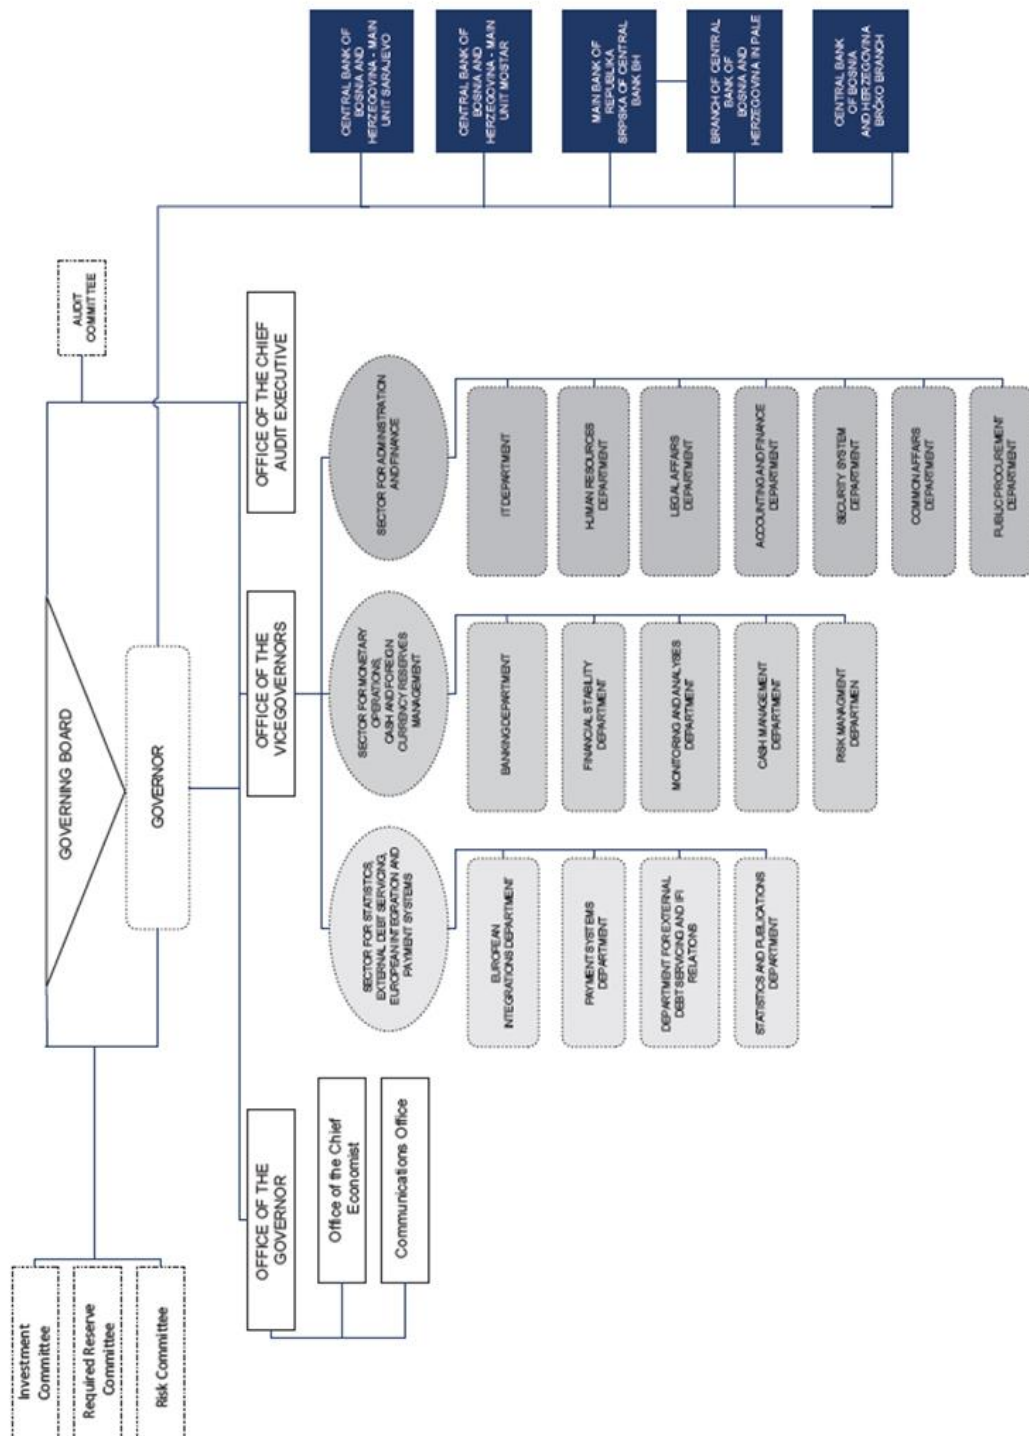 GOVERNING BOARD
GOVERNOR
AUDIT
COMMITTEE
Investment
Committee
Required Reserve
Committee
Risk Committee
OFFICE OF THE
GOVERNOR
OFFICE OF THE
VICEGOVERNORS
OFFICE OF THE CHIEF
AUDIT EXECUTIVE
Office of the Chief
Economist
Communications Office
SECTOR FOR STATISTICS,
EXTERNAL DEBT SERVICING,
EUROPEAN INTEGRATION AND
PAYMENT SYSTEMS
EUROPEAN
INTEGRATIONS DEPARTMENT
PAYMENT SYSTEMS
DEPARTMENT
DEPARTMENT FOR EXTERNAL
DEBT SERVICING AND IFI
RELATIONS
STATISTICS AND PUBLICATIONS
DEPARTMENT
SECTOR FOR MONETARY
OPERATIONS,
CASH AND FOREIGN
CURRENCY RESERVES
MANAGEMENT
BANKING DEPARTMENT
FINANCIAL STABILITY
DEPARTMENT
MONITORING AND ANALYSES
DEPARTMENT
CASH MANAGEMENT
DEPARTMENT
RISK MANAGMENT
DEPARTMEN
SECTOR FOR ADMINISTRATION
AND FINANCE
IT DEPARTMENT
HUMAN RESOURCES
DEPARTMENT
LEGAL AFFAIRS
DEPARTMENT
ACCOUNTING AND FINANCE
DEPARTMENT
SECURITY SYSTEM
DEPARTMENT
COMMON AFFAIRS
DEPARTMENT
PUBLIC PROCUREMENT
DEPARTMENT
CENTRAL BANK OF
BOSNIA AND
HERZEGOVINA - MAIN
UNIT SARAJEVO
CENTRAL BANK OF
BOSNIA AND
HERZEGOVINA - MAIN
UNIT MOSTAR
MAIN BANK OF
REPUBLIKA
SRPSKA OF CENTRAL
BANK BH
BRANCH OF CENTRAL
BANK OF
BOSNIA AND
HERZEGOVINA IN PALE
CENTRAL BANK
OF BOSNIA
AND HERZEGOVINA
BRČKO BRANCH